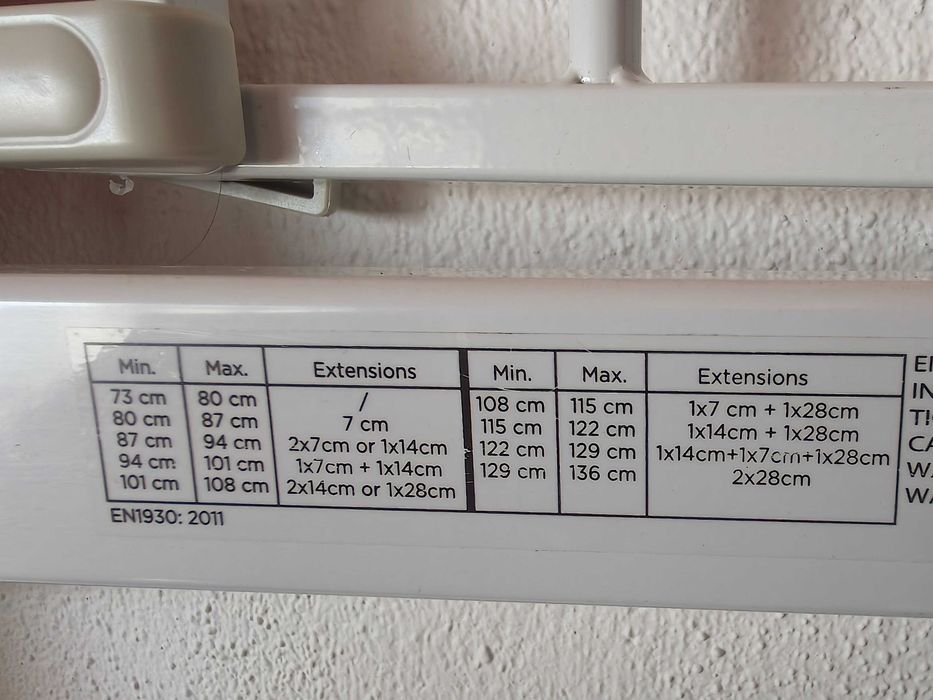 Min. Max. Extensions Min. Max. Extensions
73 cm 80 cm / 108 cm 115 cm 1x7 cm + 1x28cm
80 cm 87 cm 7 cm 115 cm 122 cm 1x14cm + 1x28cm
87 cm 94 cm 2x7cm or 1x14cm 122 cm 129 cm 1x14cm+1x7cm+1x28cm
94 cm 101 cm 1x7cm + 1x14cm 129 cm 136 cm 2x28cm
101 cm 108 cm 2x14cm or 1x28cm
EN1930: 2011